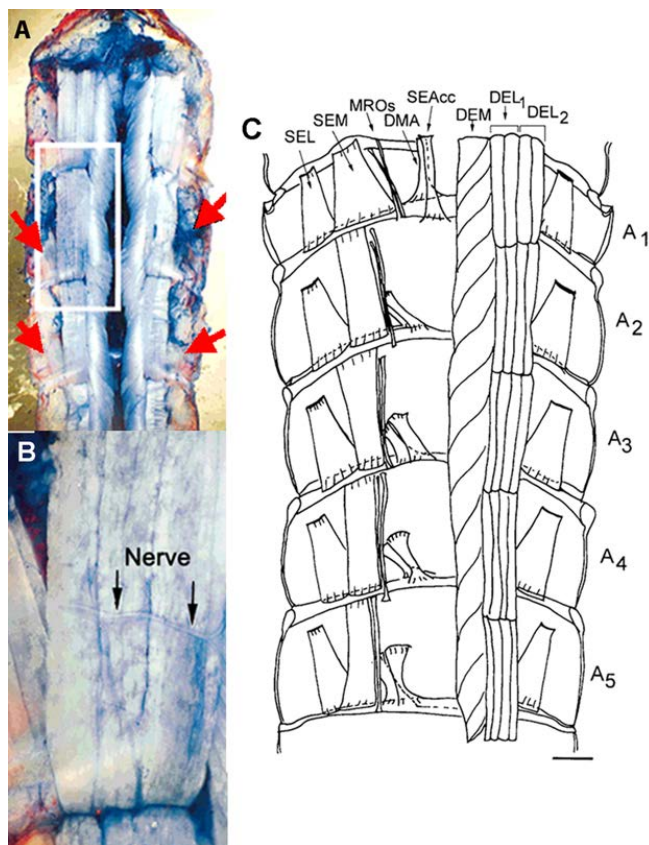 A
B
Nerve
C
SEL
SEM
MROs
DMA
SEAcc
DEM
DEL1
DEL2
A1
A2
A3
A4
A5